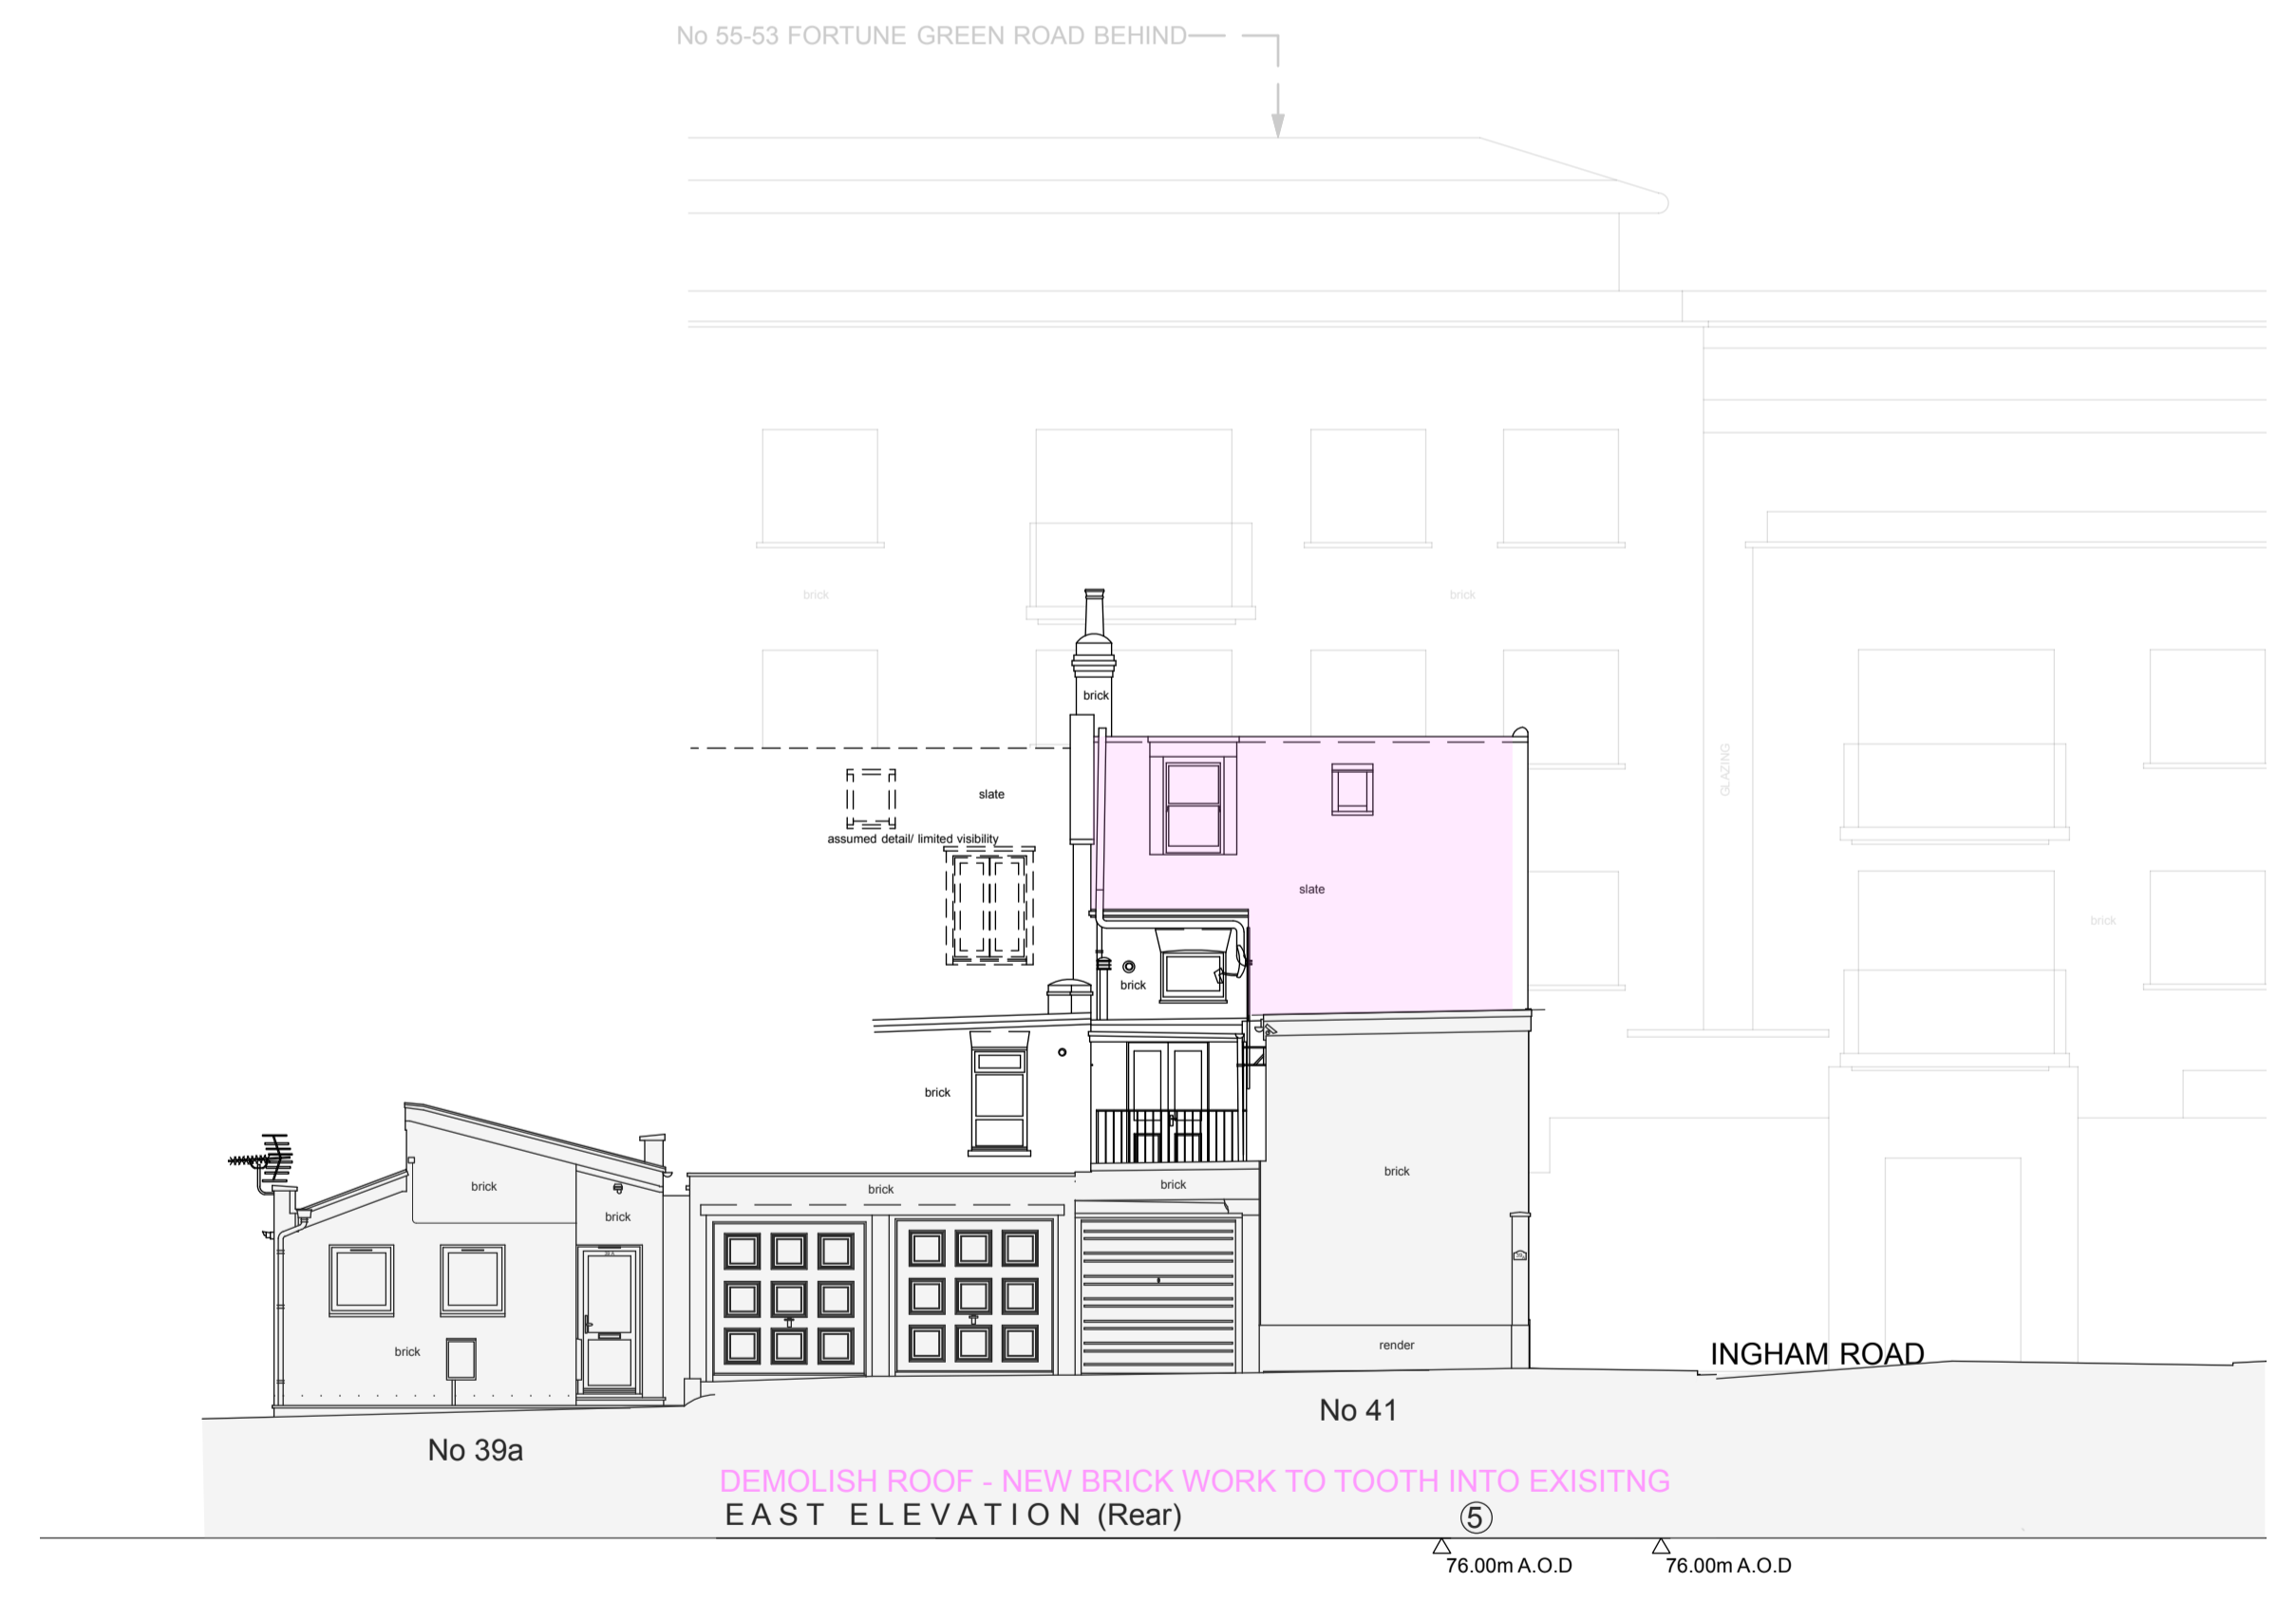 No 55-53 FORTUNE GREEN ROAD BEHIND
brick
brick
brick
GLAZING
slate
assumed detail/ limited visibility
slate
brick
brick
brick
brick
brick
brick
brick
brick
brick
render
brick
INGHAM ROAD
No 41
No 39a
DEMOLISH ROOF - NEW BRICK WORK TO TOOTH INTO EXISITNG
EAST ELEVATION (Rear)
5
76.00m A.O.D
76.00m A.O.D